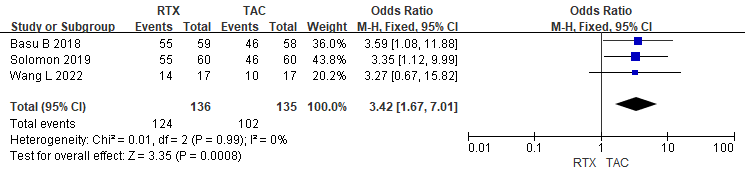 RTX TAC Odds Ratio Odds Ratio
Study or Subgroup Events Total Events Total Weight M-H, Fixed, 95% CI M-H, Fixed, 95% CI
Basu B 2018 55 59 46 58 36.0% 3.59 [1.08, 11.88]
Solomon 2019 55 60 46 60 43.8% 3.35 [1.12, 9.99]
Wang L 2022 14 17 10 17 20.2% 3.27 [0.67, 15.82]
Total (95% CI) 136 135 100.0% 3.42 [1.67, 7.01]
Total events 124 102
Heterogeneity: Chi² = 0.01, df = 2 (P = 0.99); I² = 0%
Test for overall effect: Z = 3.35 (P = 0.0008)
0.01 0.1 1 10 100
RTX TAC